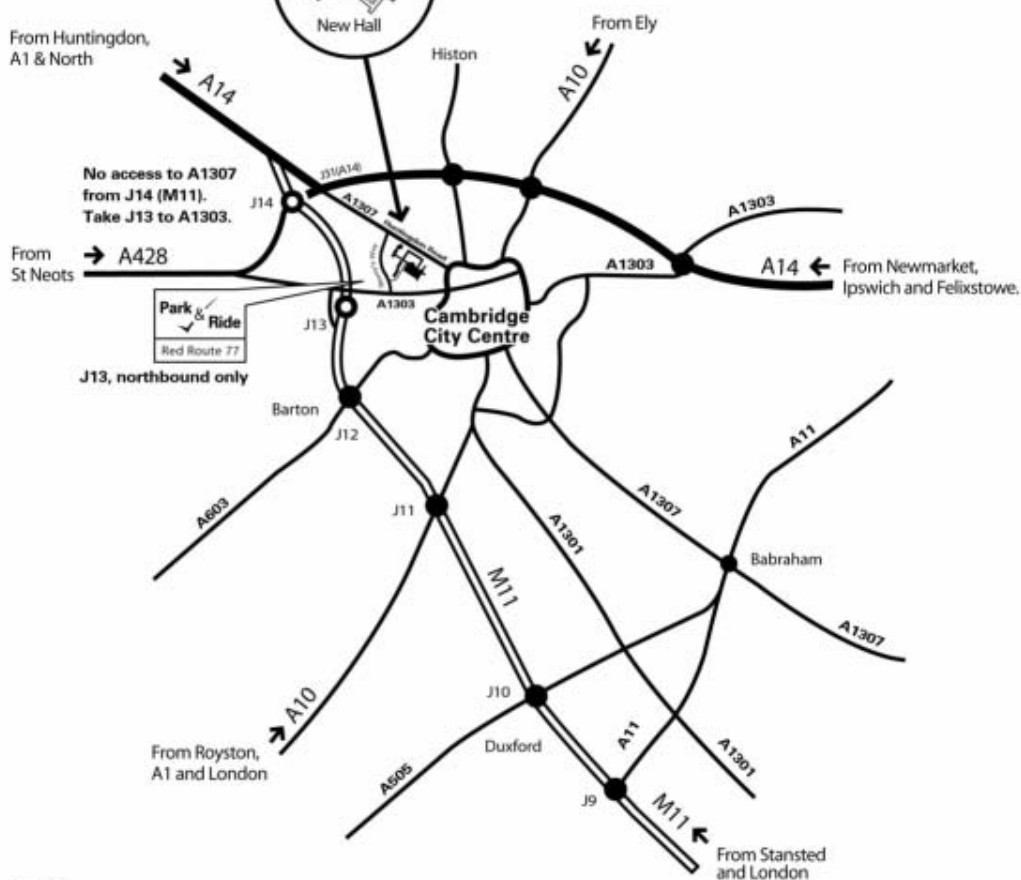 New Hall
From Ely
From Huntingdon,
A1 & North
Histon
A14
A10
No access to A1307
from J14 (M11).
Take J13 to A1303.
J31(A14)
J14
A1307
Huntingdon Road
A1303
From
St Neots
A428
A1303
A14
From Newmarket,
Ipswich and Felixstowe.
Park
&
Ride
Red Route 77
J13
A1303
Cambridge
City Centre
J13, northbound only
Barton
J12
A11
A603
J11
A1307
A1301
M11
Babraham
A1307
J10
A10
Duxford
A11
From Royston,
A1 and London
A505
A1301
J9
M11
From Stansted
and London